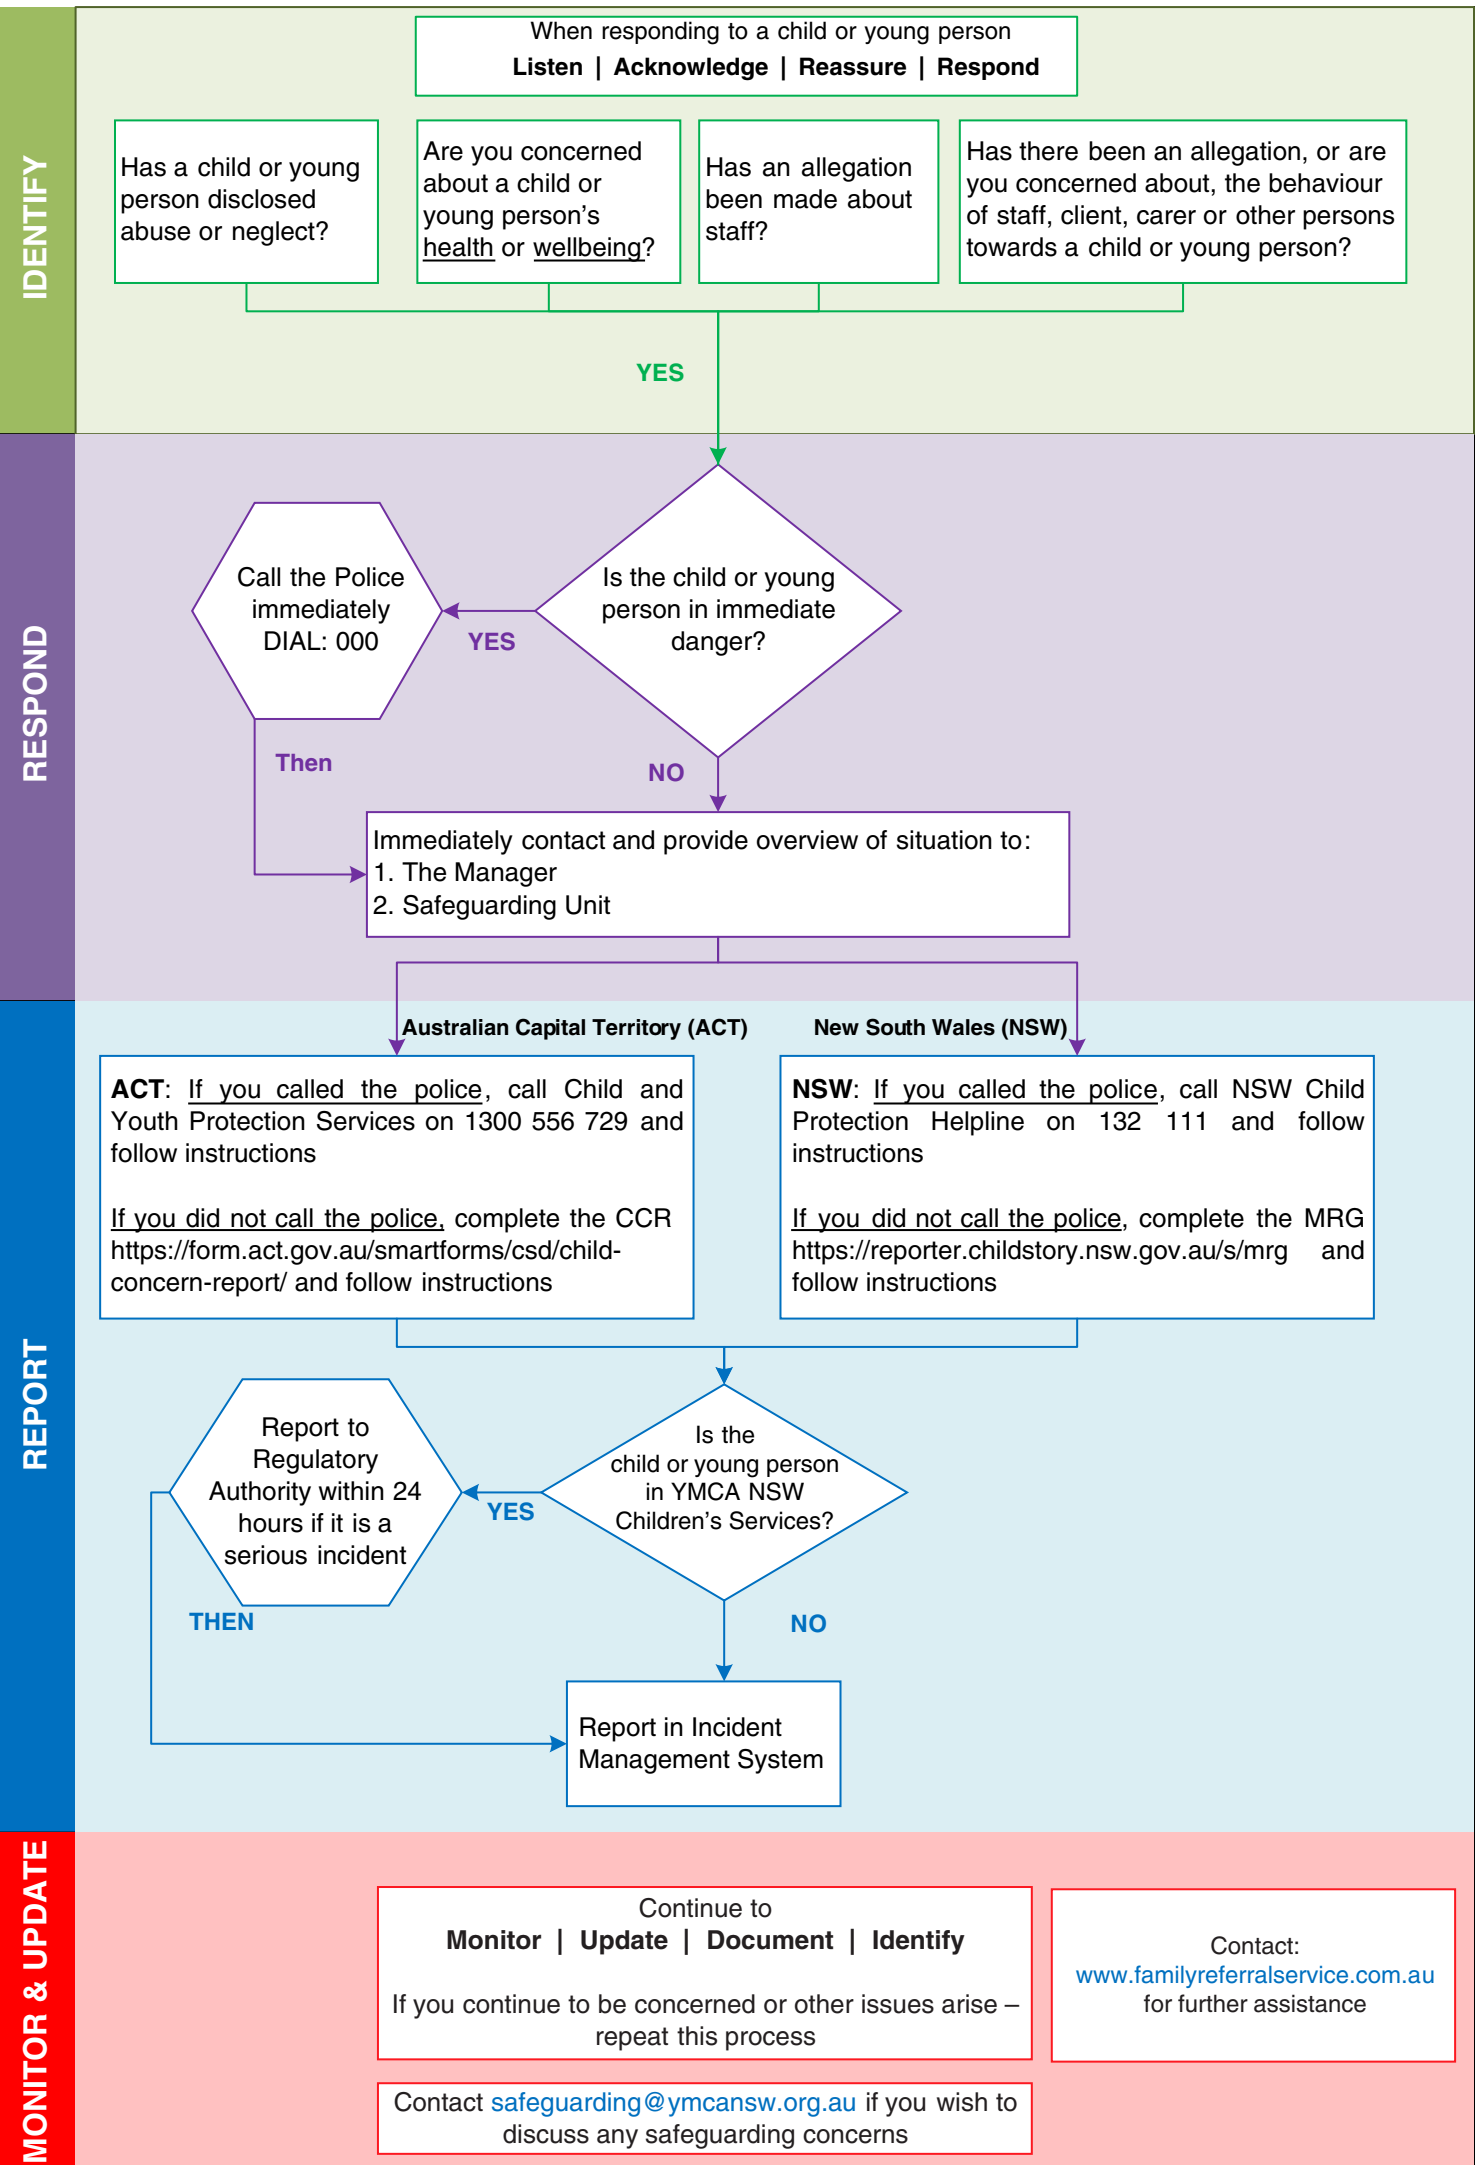 IDENTIFY
When responding to a child or young person
Listen | Acknowledge | Reassure | Respond
Has a child or young
person disclosed
abuse or neglect?
Are you concerned
about a child or
young person's
health or wellbeing?
Has an allegation
been made about
staff?
Has there been an allegation, or are
you concerned about, the behaviour
of staff, client, carer or other persons
towards a child or young person?
YES
RESPOND
Call the Police
immediately
DIAL: 000
YES
Is the child or young
person in immediate
danger?
Then
NO
Immediately contact and provide overview of situation to:
1. The Manager
2. Safeguarding Unit
REPORT
Australian Capital Territory (ACT)
New South Wales (NSW)
ACT: If you called the police, call Child and
Youth Protection Services on 1300 556 729 and
follow instructions
If you did not call the police, complete the CCR
https://form.act.gov.au/smartforms/csd/child-
concern-report/ and follow instructions
NSW: If you called the police, call NSW Child
Protection Helpline on 132 111 and follow
instructions
If you did not call the police, complete the MRG
https://reporter.childstory.nsw.gov.au/s/mrg and
follow instructions
Report to
Regulatory
Authority within 24
hours if it is a
serious incident
YES
Is the
child or young person
in YMCA NSW
Children's Services?
THEN
NO
Report in Incident
Management System
MONITOR & UPDATE
Continue to
Monitor | Update | Document | Identify
If you continue to be concerned or other issues arise –
repeat this process
Contact:
www.familyreferralservice.com.au
for further assistance
Contact safeguarding@ymcansw.org.au if you wish to
discuss any safeguarding concerns